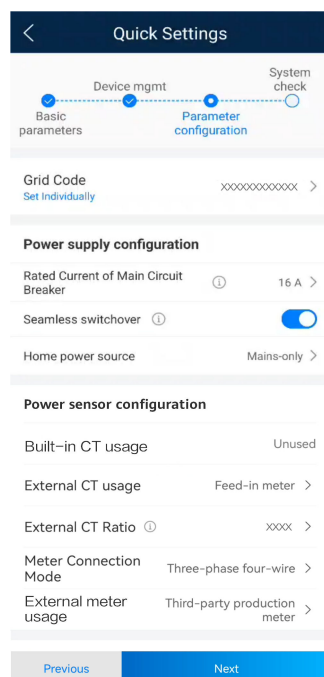 Quick Settings
Device mgmt
System
check
Basic
parameters
Parameter
configuration
Grid Code
Set Individually
xxxxxxxxxxxx
Power supply configuration
Rated Current of Main Circuit
Breaker
16 A
Seamless switchover
Home power source
Mains-only
Power sensor configuration
Built-in CT usage
Unused
External CT usage
Feed-in meter
External CT Ratio
xxxx
Meter Connection
Mode
Three-phase four-wire
External meter
usage
Third-party production
meter
Previous
Next